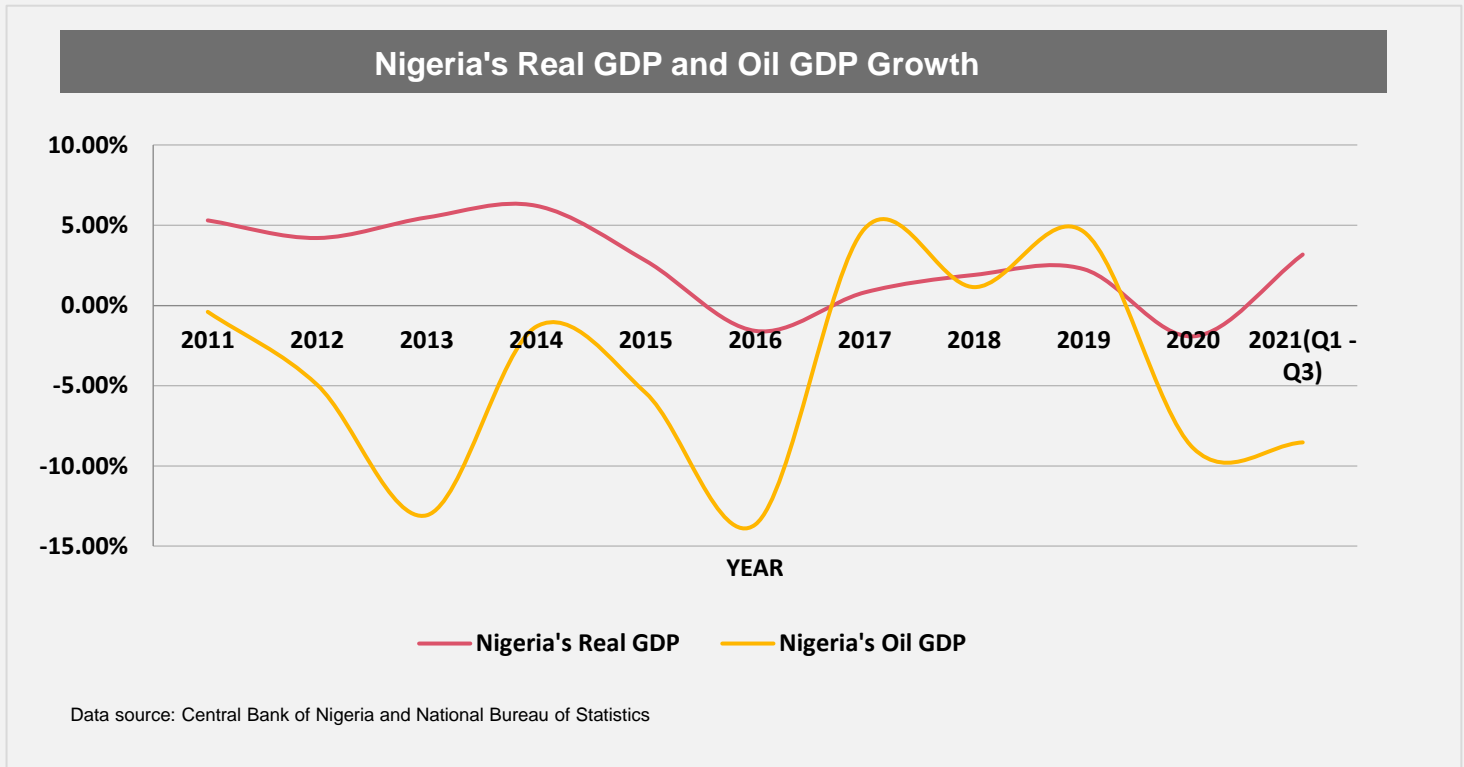 Nigeria's Real GDP and Oil GDP Growth
10.00%
5.00%
0.00%
-5.00%
-10.00%
-15.00%
2011 2012 2013 2014 2015 2016 2017 2018 2019 2020 2021(Q1 -
Q3)
YEAR
Nigeria's Real GDP Nigeria's Oil GDP
Data source: Central Bank of Nigeria and National Bureau of Statistics